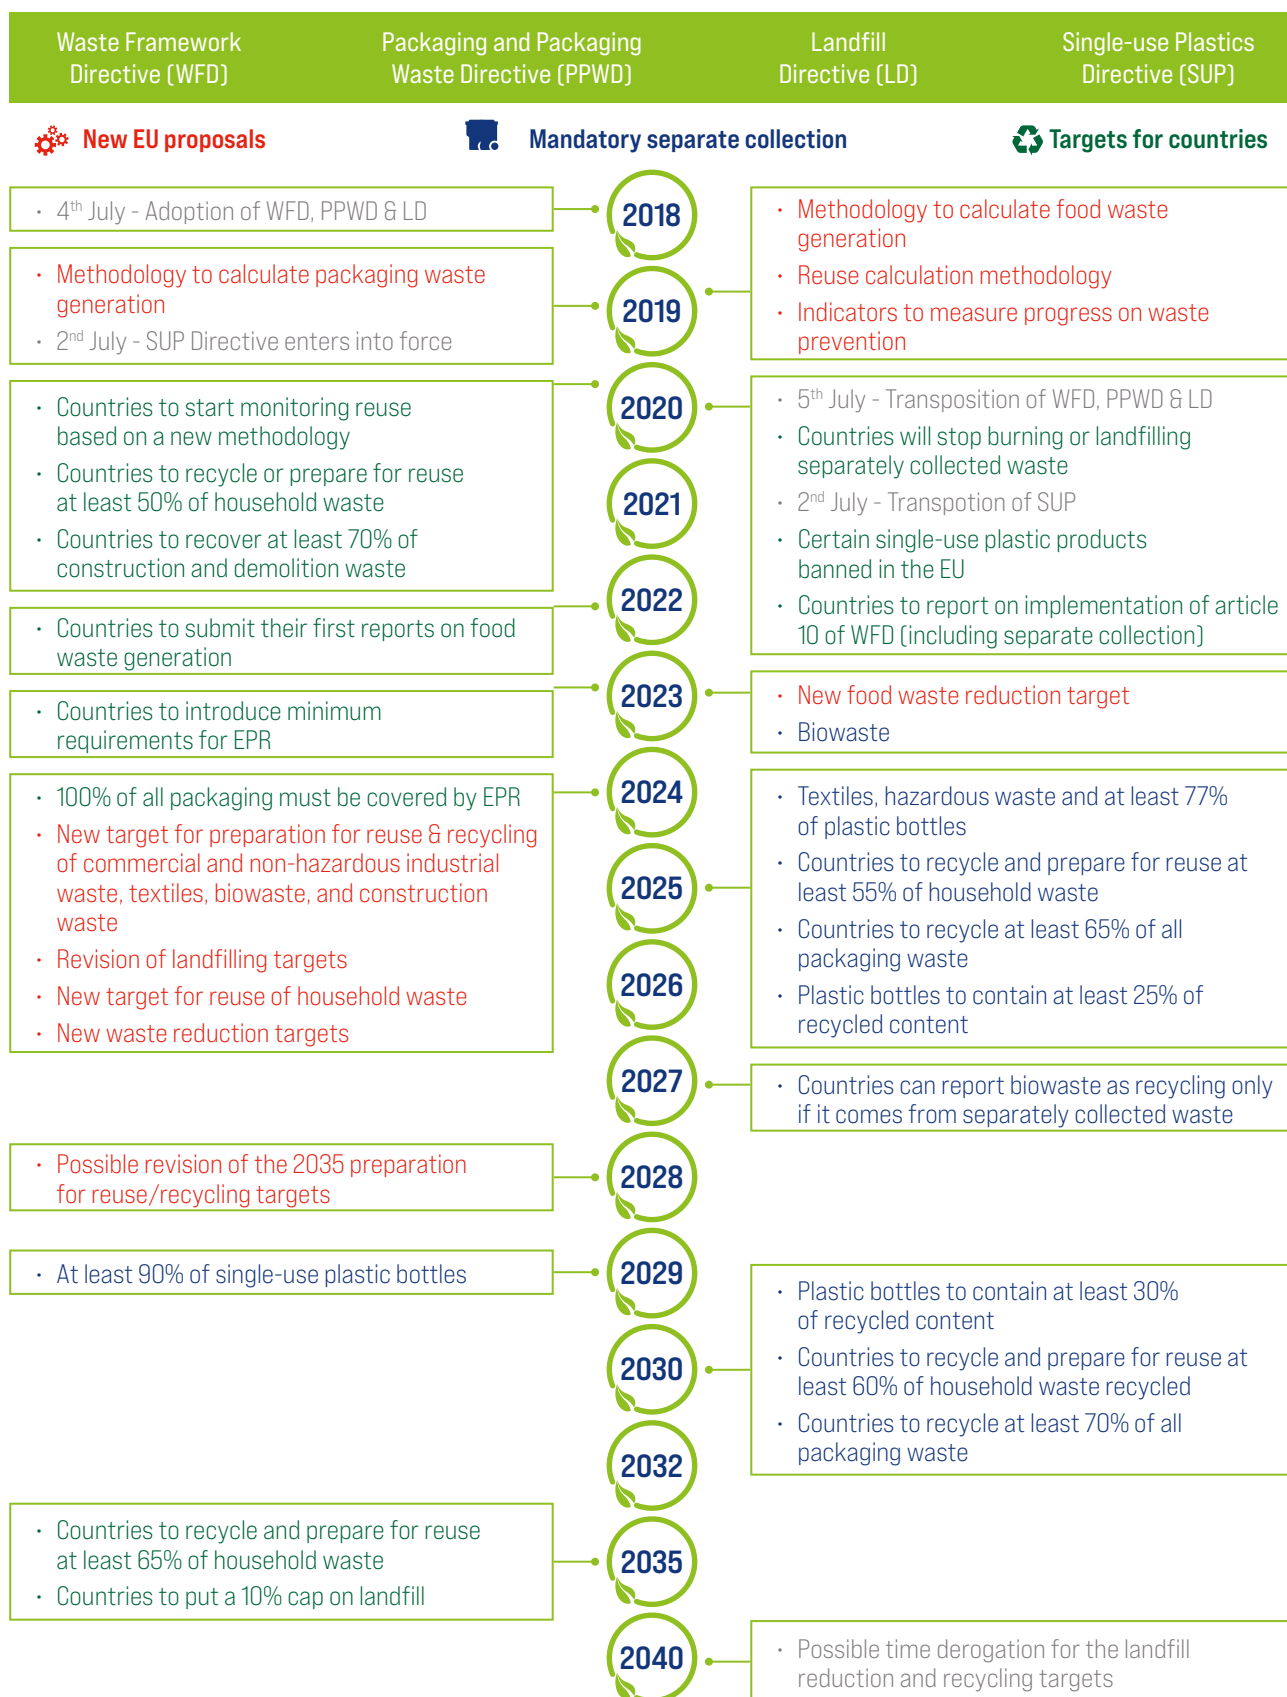 Waste Framework
Directive (WFD)
Packaging and Packaging
Waste Directive (PPWD)
Landfill
Directive (LD)
Single-use Plastics
Directive (SUP)
New EU proposals
Mandatory separate collection
Targets for countries
• 4th July - Adoption of WFD, PPWD & LD
2018
• Methodology to calculate food waste
generation
• Reuse calculation methodology
• Indicators to measure progress on waste
prevention
• Methodology to calculate packaging waste
generation
• 2nd July - SUP Directive enters into force
2019
• Countries to start monitoring reuse
based on a new methodology
• Countries to recycle or prepare for reuse
at least 50% of household waste
• Countries to recover at least 70% of
construction and demolition waste
2020
• 5th July - Transposition of WFD, PPWD & LD
• Countries will stop burning or landfilling
separately collected waste
• 2nd July - Transpotion of SUP
• Certain single-use plastic products
banned in the EU
• Countries to report on implementation of article
10 of WFD (including separate collection)
2021
2022
• Countries to submit their first reports on food
waste generation
2023
• Countries to introduce minimum
requirements for EPR
• New food waste reduction target
• Biowaste
2024
• 100% of all packaging must be covered by EPR
• New target for preparation for reuse & recycling
of commercial and non-hazardous industrial
waste, textiles, biowaste, and construction
waste
• Revision of landfilling targets
• New target for reuse of household waste
• New waste reduction targets
2025
• Textiles, hazardous waste and at least 77%
of plastic bottles
• Countries to recycle and prepare for reuse at
least 55% of household waste
• Countries to recycle at least 65% of all
packaging waste
• Plastic bottles to contain at least 25% of
recycled content
2026
2027
• Countries can report biowaste as recycling only
if it comes from separately collected waste
• Possible revision of the 2035 preparation
for reuse/recycling targets
2028
• At least 90% of single-use plastic bottles
2029
2030
• Plastic bottles to contain at least 30%
of recycled content
• Countries to recycle and prepare for reuse at
least 60% of household waste recycled
• Countries to recycle at least 70% of all
packaging waste
2032
• Countries to recycle and prepare for reuse
at least 65% of household waste
• Countries to put a 10% cap on landfill
2035
2040
• Possible time derogation for the landfill
reduction and recycling targets